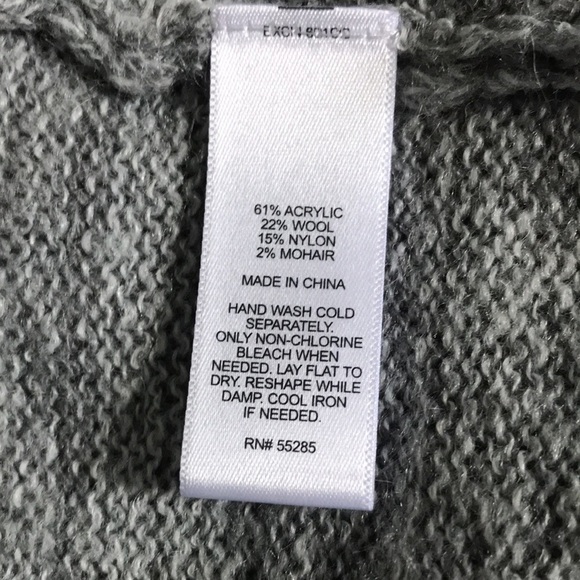 61% ACRYLIC
22% WOOL
15% NYLON
2% MOHAIR
MADE IN CHINA
HAND WASH COLD
SEPARATELY.
ONLY NON-CHLORINE
BLEACH WHEN
NEEDED. LAY FLAT TO
DRY. RESHAPE WHILE
DAMP. COOL IRON
IF NEEDED.
RN# 55285